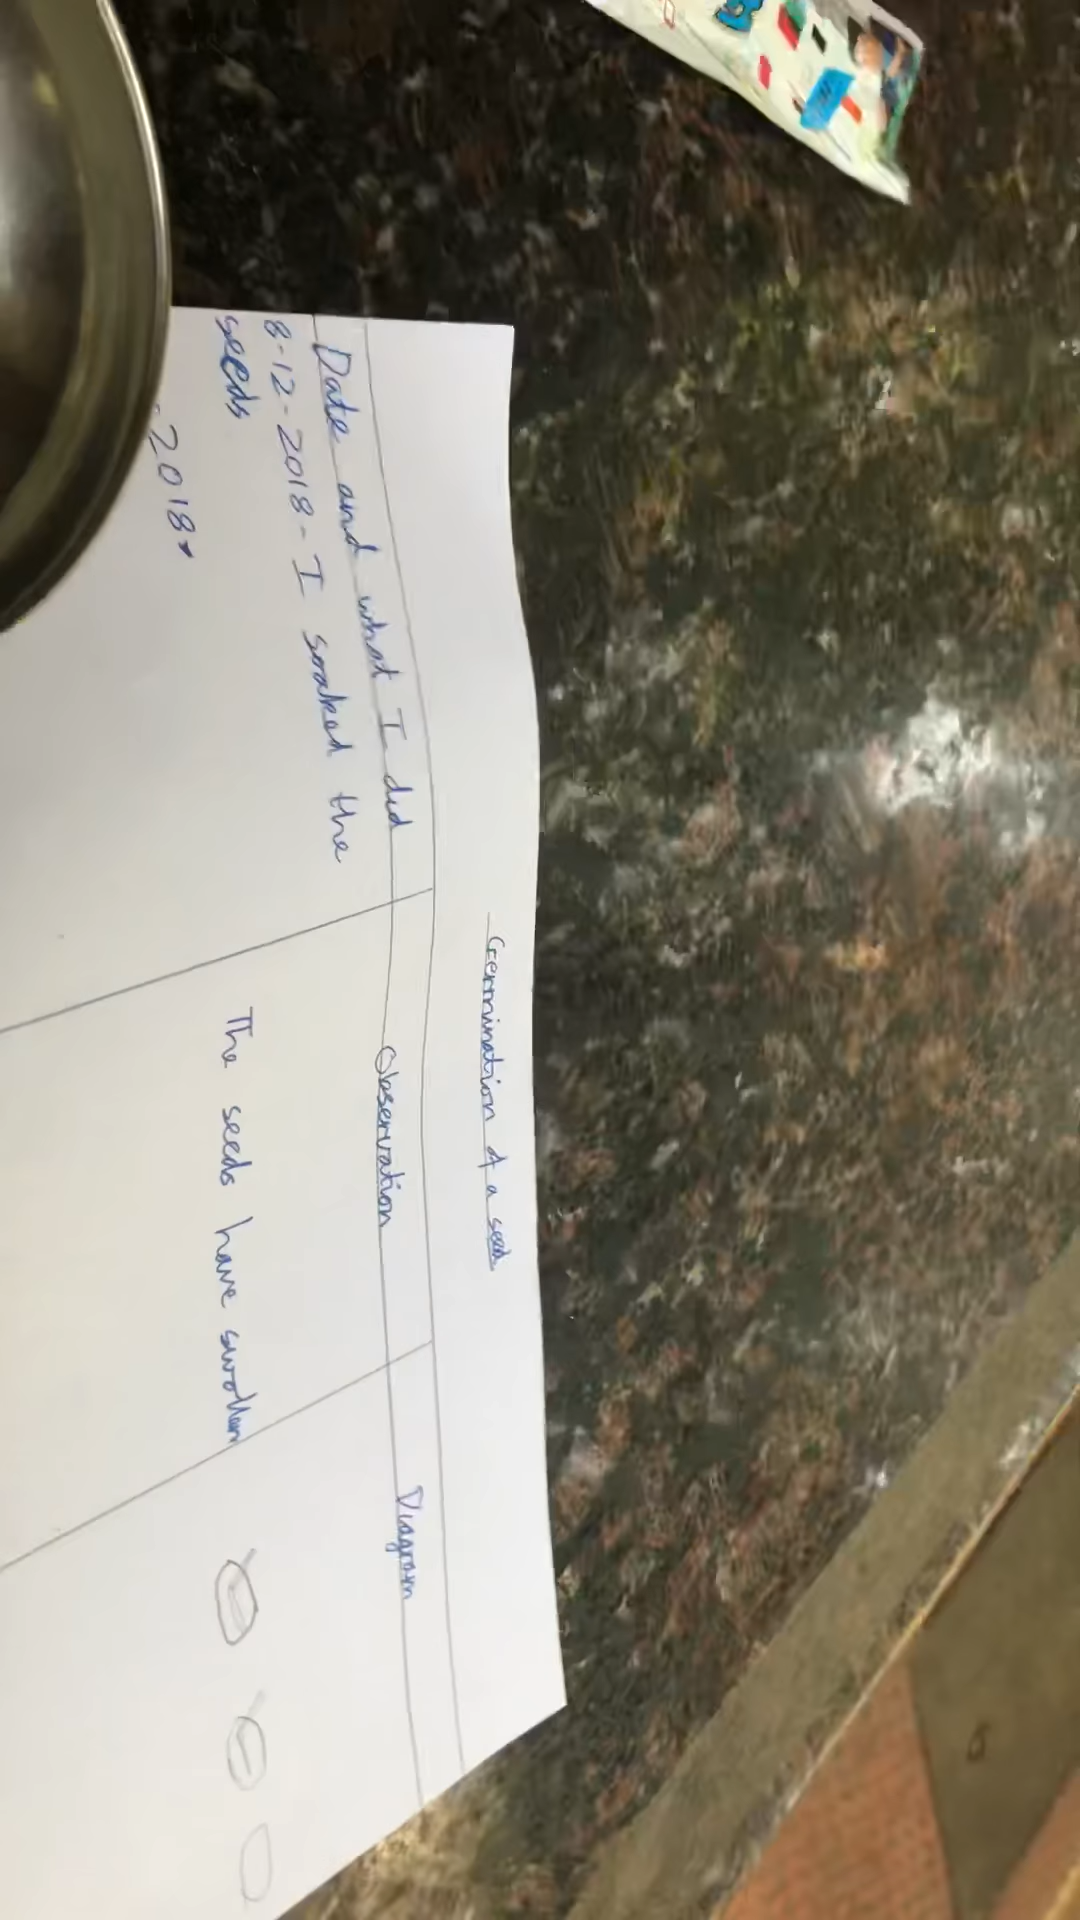 Germination of a seed
Date and what I did
Observation
Diagram
8-12-2018-I soaked the
seeds
The seeds have swollen
2018